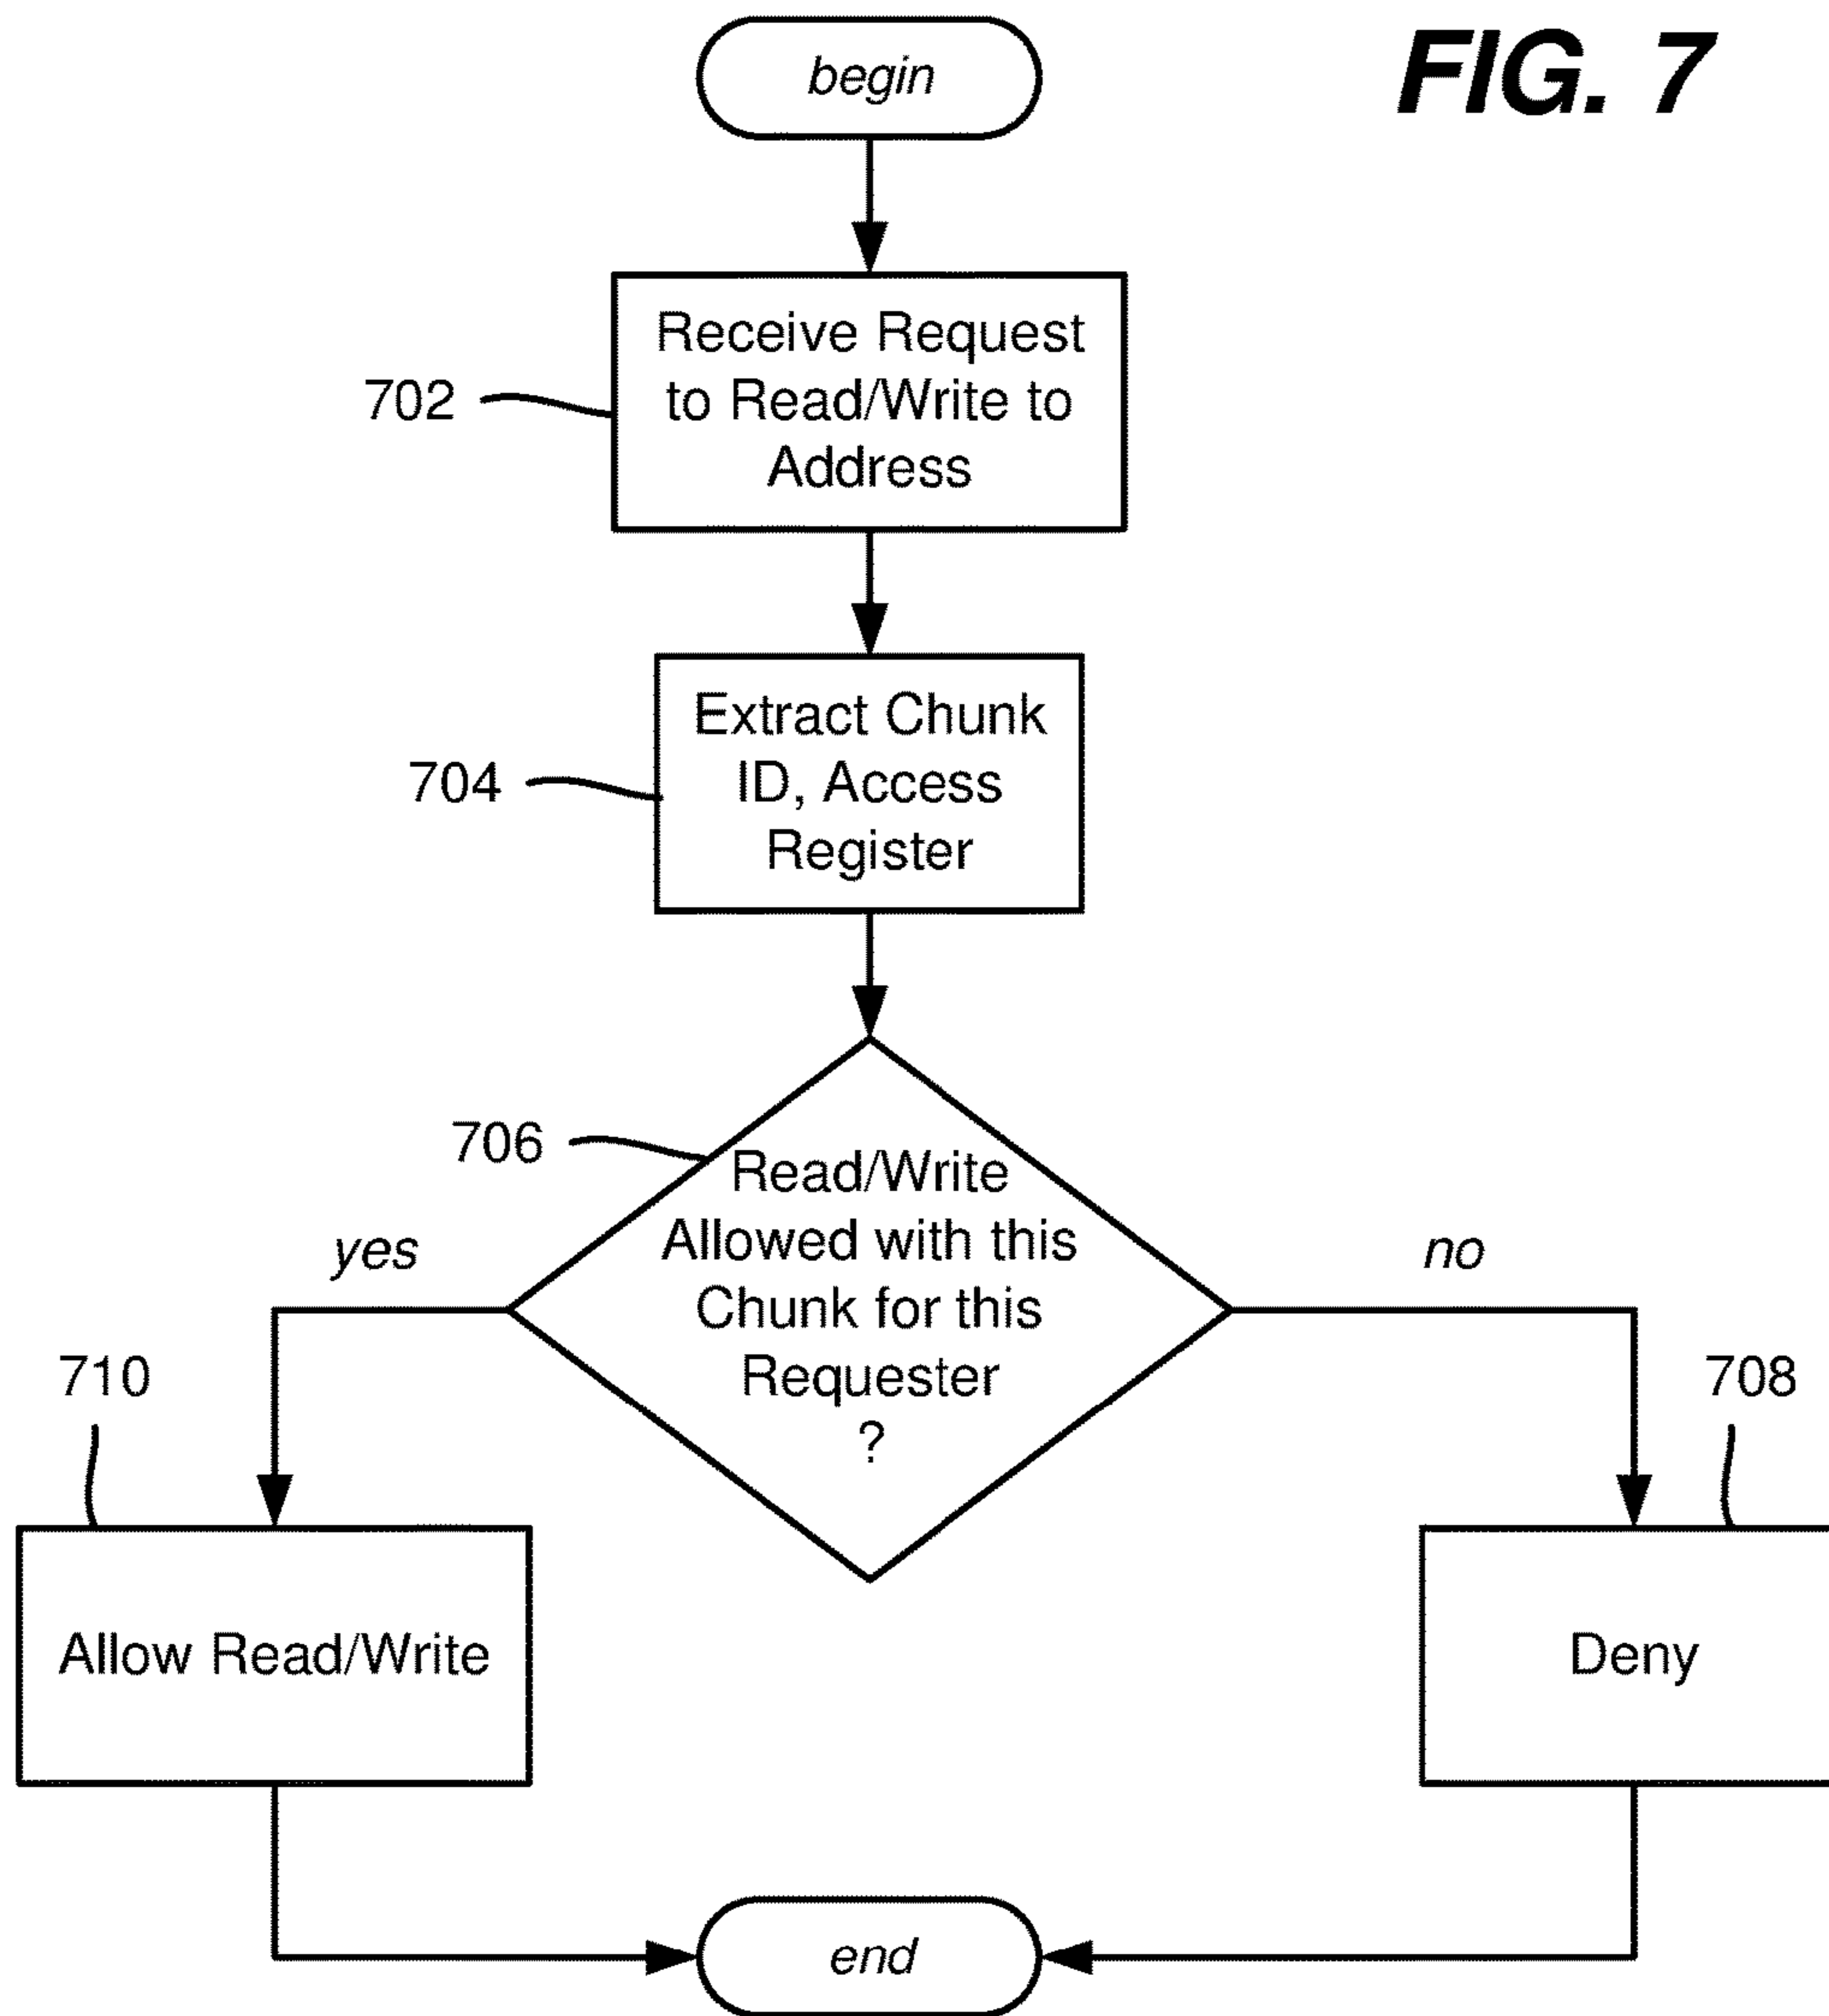 FIG. 7
begin
702
Receive Request
to Read/Write to
Address
704
Extract Chunk
ID, Access
Register
706
Read/Write
Allowed with this
Chunk for this
Requester
?
yes
no
710
708
Allow Read/Write
Deny
end